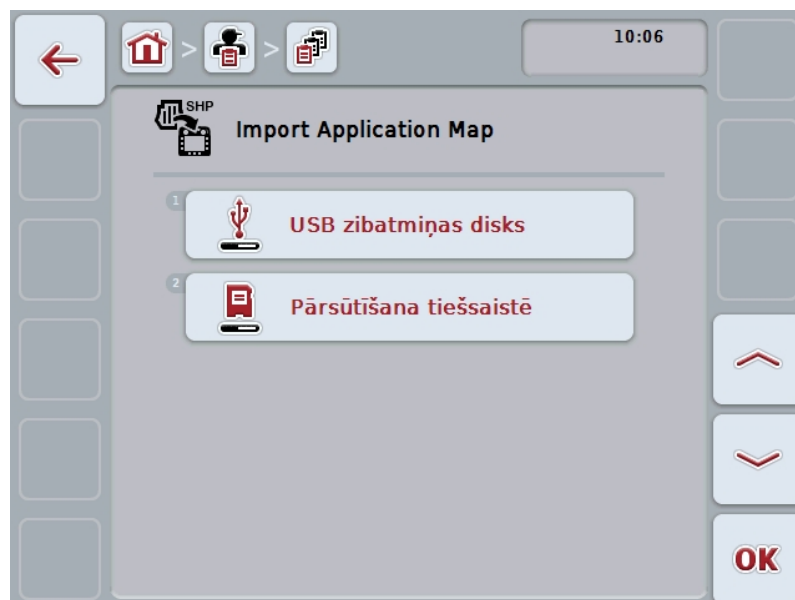 10:06
SHP
Import Application Map
1
USB zibatmiņas disks
2
Pārsūtīšana tiešsaistē
OK